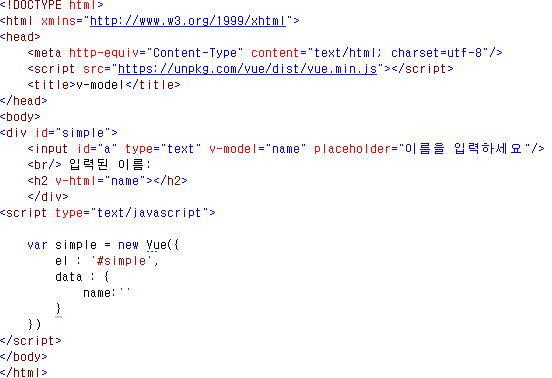 <!DOCTYPE html>
<html xmlns="http://www.w3.org/1999/xhtml">
<head>
    <meta http-equiv="Content-Type" content="text/html; charset=utf-8"/>
    <script src="https://unpkg.com/vue/dist/vue.min.js"></script>
    <title>v-model</title>
</head>
<body>
<div id="simple">
    <input id="a" type="text" v-model="name" placeholder="이름을 입력하세요"/>
    <br/> 입력된 이름:
    <h2 v-html="name"></h2>
    </div>
<script type="text/javascript">
    var simple = new Vue({
        el : '#simple',
        data : {
            name:''
        }
    })
</script>
</body>
</html>